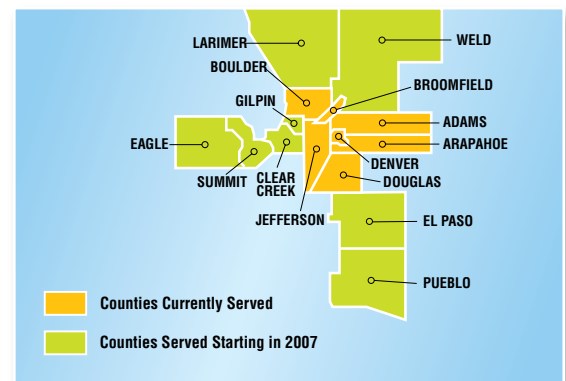 LARIMER
WELD
BOULDER
BROOMFIELD
GILPIN
ADAMS
EAGLE
ARAPAHOE
DENVER
SUMMIT
CLEAR
CREEK
DOUGLAS
JEFFERSON
EL PASO
PUEBLO
Counties Currently Served
Counties Served Starting in 2007